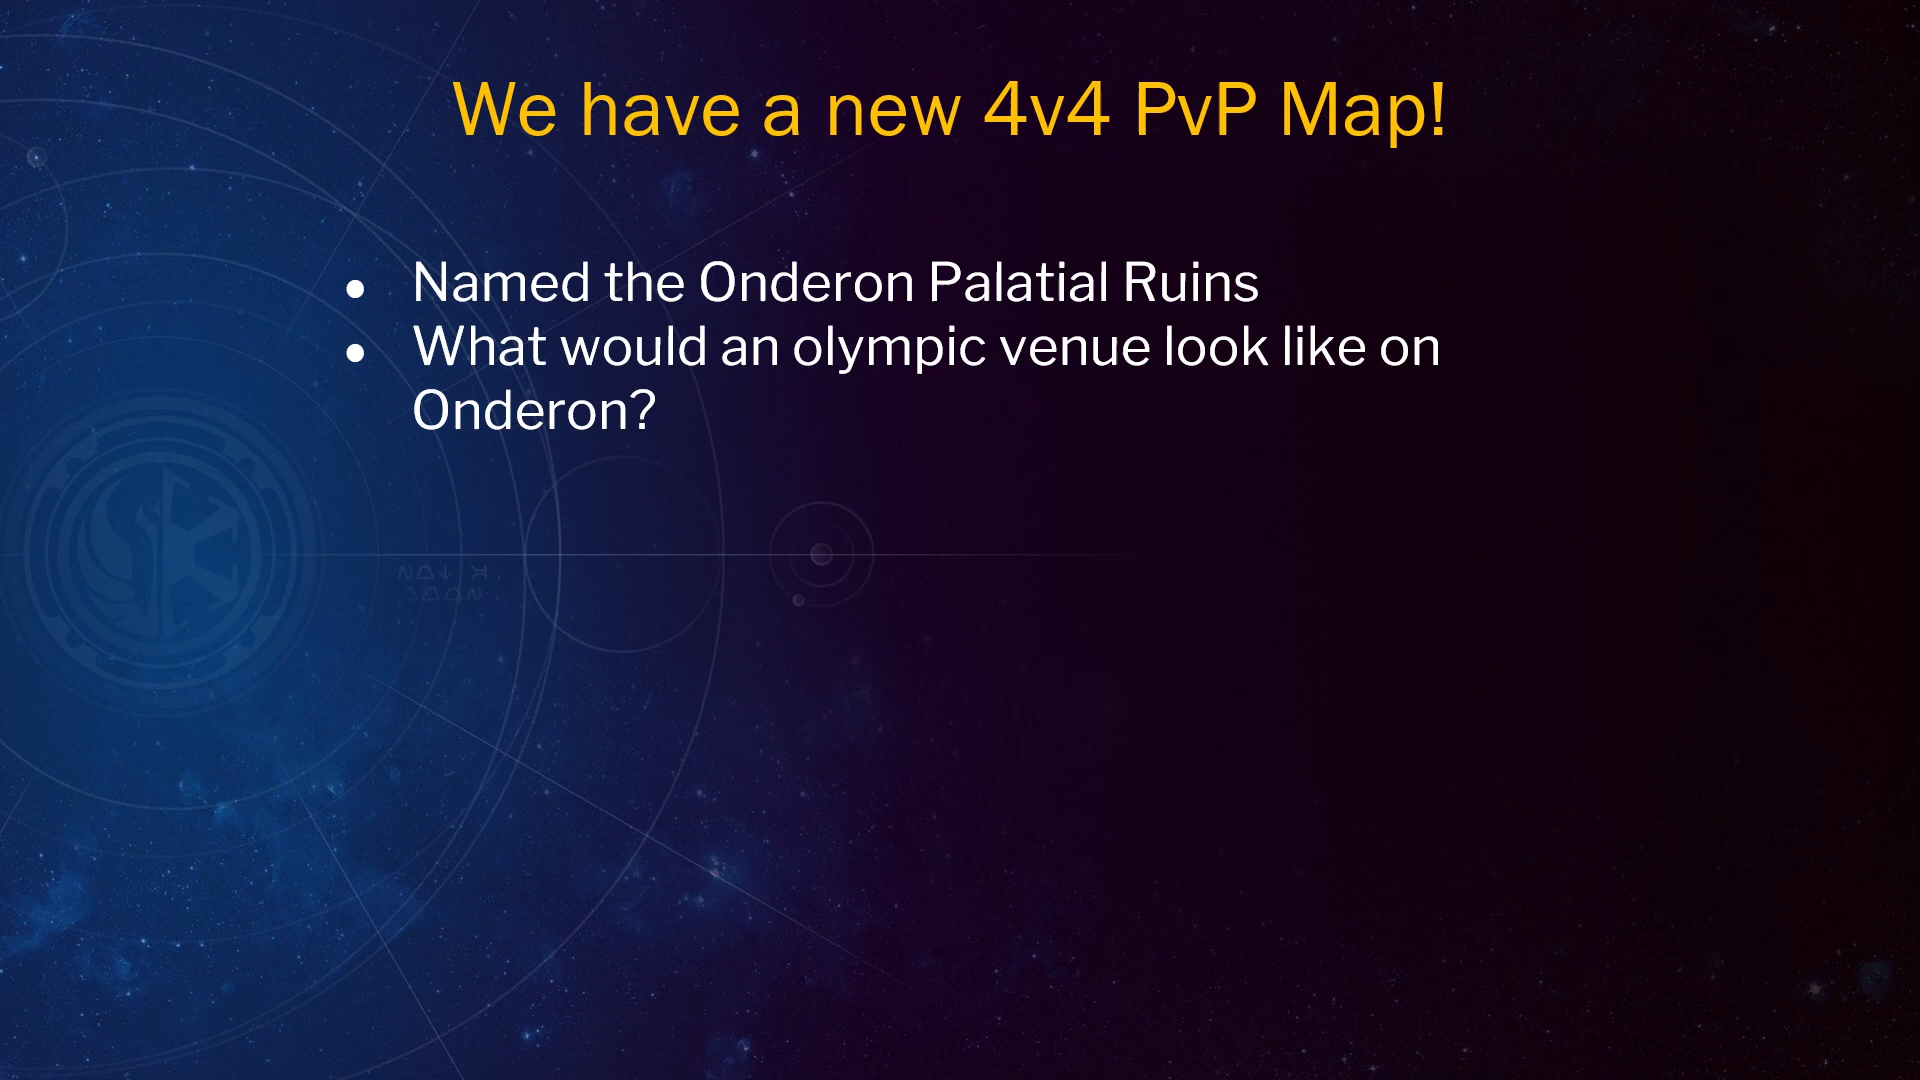 We have a new 4v4 PvP Map!
● Named the Onderon Palatial Ruins
● What would an olympic venue look like on
Onderon?